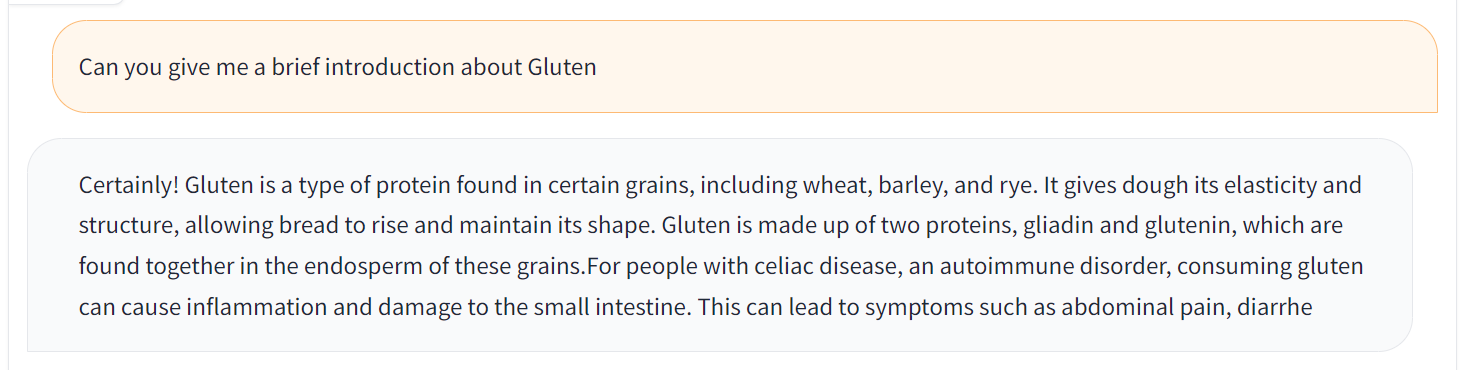 Can you give me a brief introduction about Gluten
Certainly! Gluten is a type of protein found in certain grains, including wheat, barley, and rye. It gives dough its elasticity and
structure, allowing bread to rise and maintain its shape. Gluten is made up of two proteins, gliadin and glutenin, which are
found together in the endosperm of these grains.For people with celiac disease, an autoimmune disorder, consuming gluten
can cause inflammation and damage to the small intestine. This can lead to symptoms such as abdominal pain, diarrhe